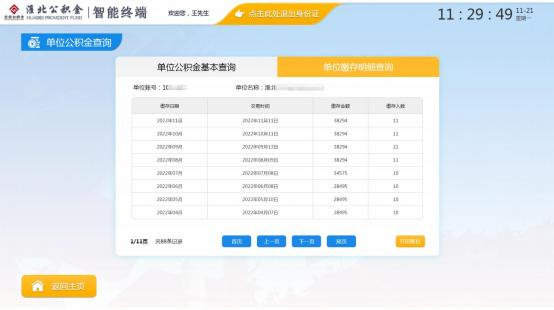 淮北公积金 智能终端
HUAIBEI PROVIDENT FUND
欢迎您，王先生
点击此处退出身份证
11:29:49 11-21
星期一
单位公积金查询
单位公积金基本查询 单位缴存明细查询
单位账号：10 单位名称：淮北
缴存日期 交易时间 缴存金额 缴存人数
2022年11月 2022年11月11日 38294 11
2022年10月 2022年10月11日 38294 11
2022年09月 2022年09月13日 38294 11
2022年08月 2022年08月09日 38294 11
2022年07月 2022年07月08日 34575 10
2022年06月 2022年06月08日 28495 10
2022年05月 2022年05月10日 28495 10
2022年04月 2022年04月07日 28495 10
1/11页 共88条记录 首页 上一页 下一页 尾页
返回主页